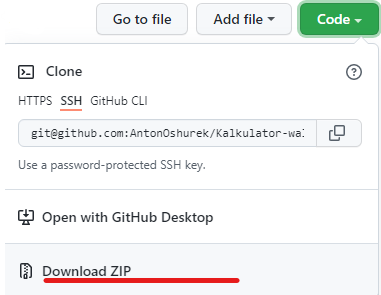 Go to file Add file Code
Clone
HTTPS SSH GitHub CLI
git@github.com:AntonOshurek/Kalkulator-wa
Use a password-protected SSH key.
Open with GitHub Desktop
Download ZIP